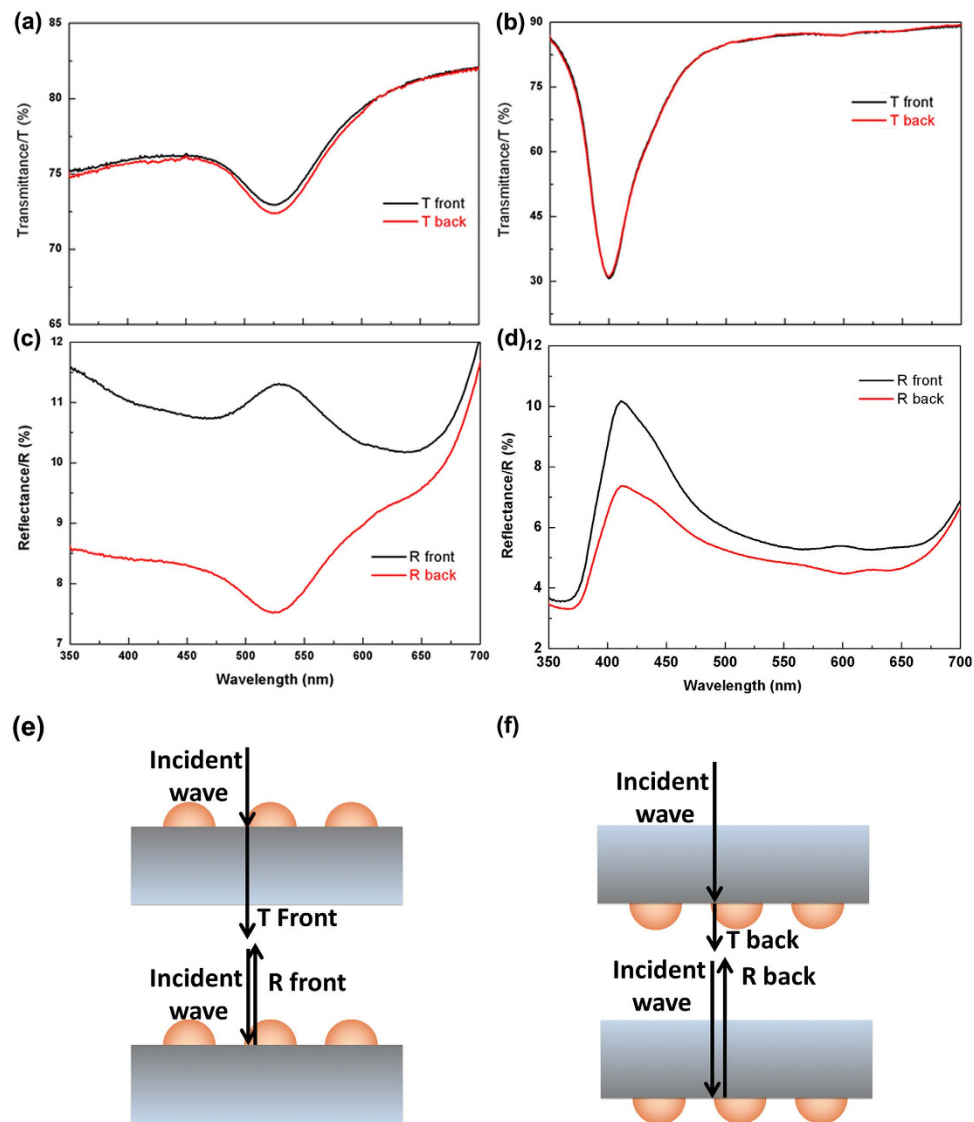 (a)
85
80
75
70
65
Transmittance/T (%)
T front
T back
(b)
90
75
60
45
30
Transmittance/T (%)
T front
T back
(c)
12
11
10
9
8
7
Reflectance/R (%)
R front
R back
350 400 450 500 550 600 650 700
Wavelength (nm)
(d)
12
10
8
6
4
2
Reflectance/R (%)
R front
R back
350 400 450 500 550 600 650 700
Wavelength (nm)
(e)
Incident
wave
T Front
Incident
wave
R front
(f)
Incident
wave
T back
Incident
wave
R back